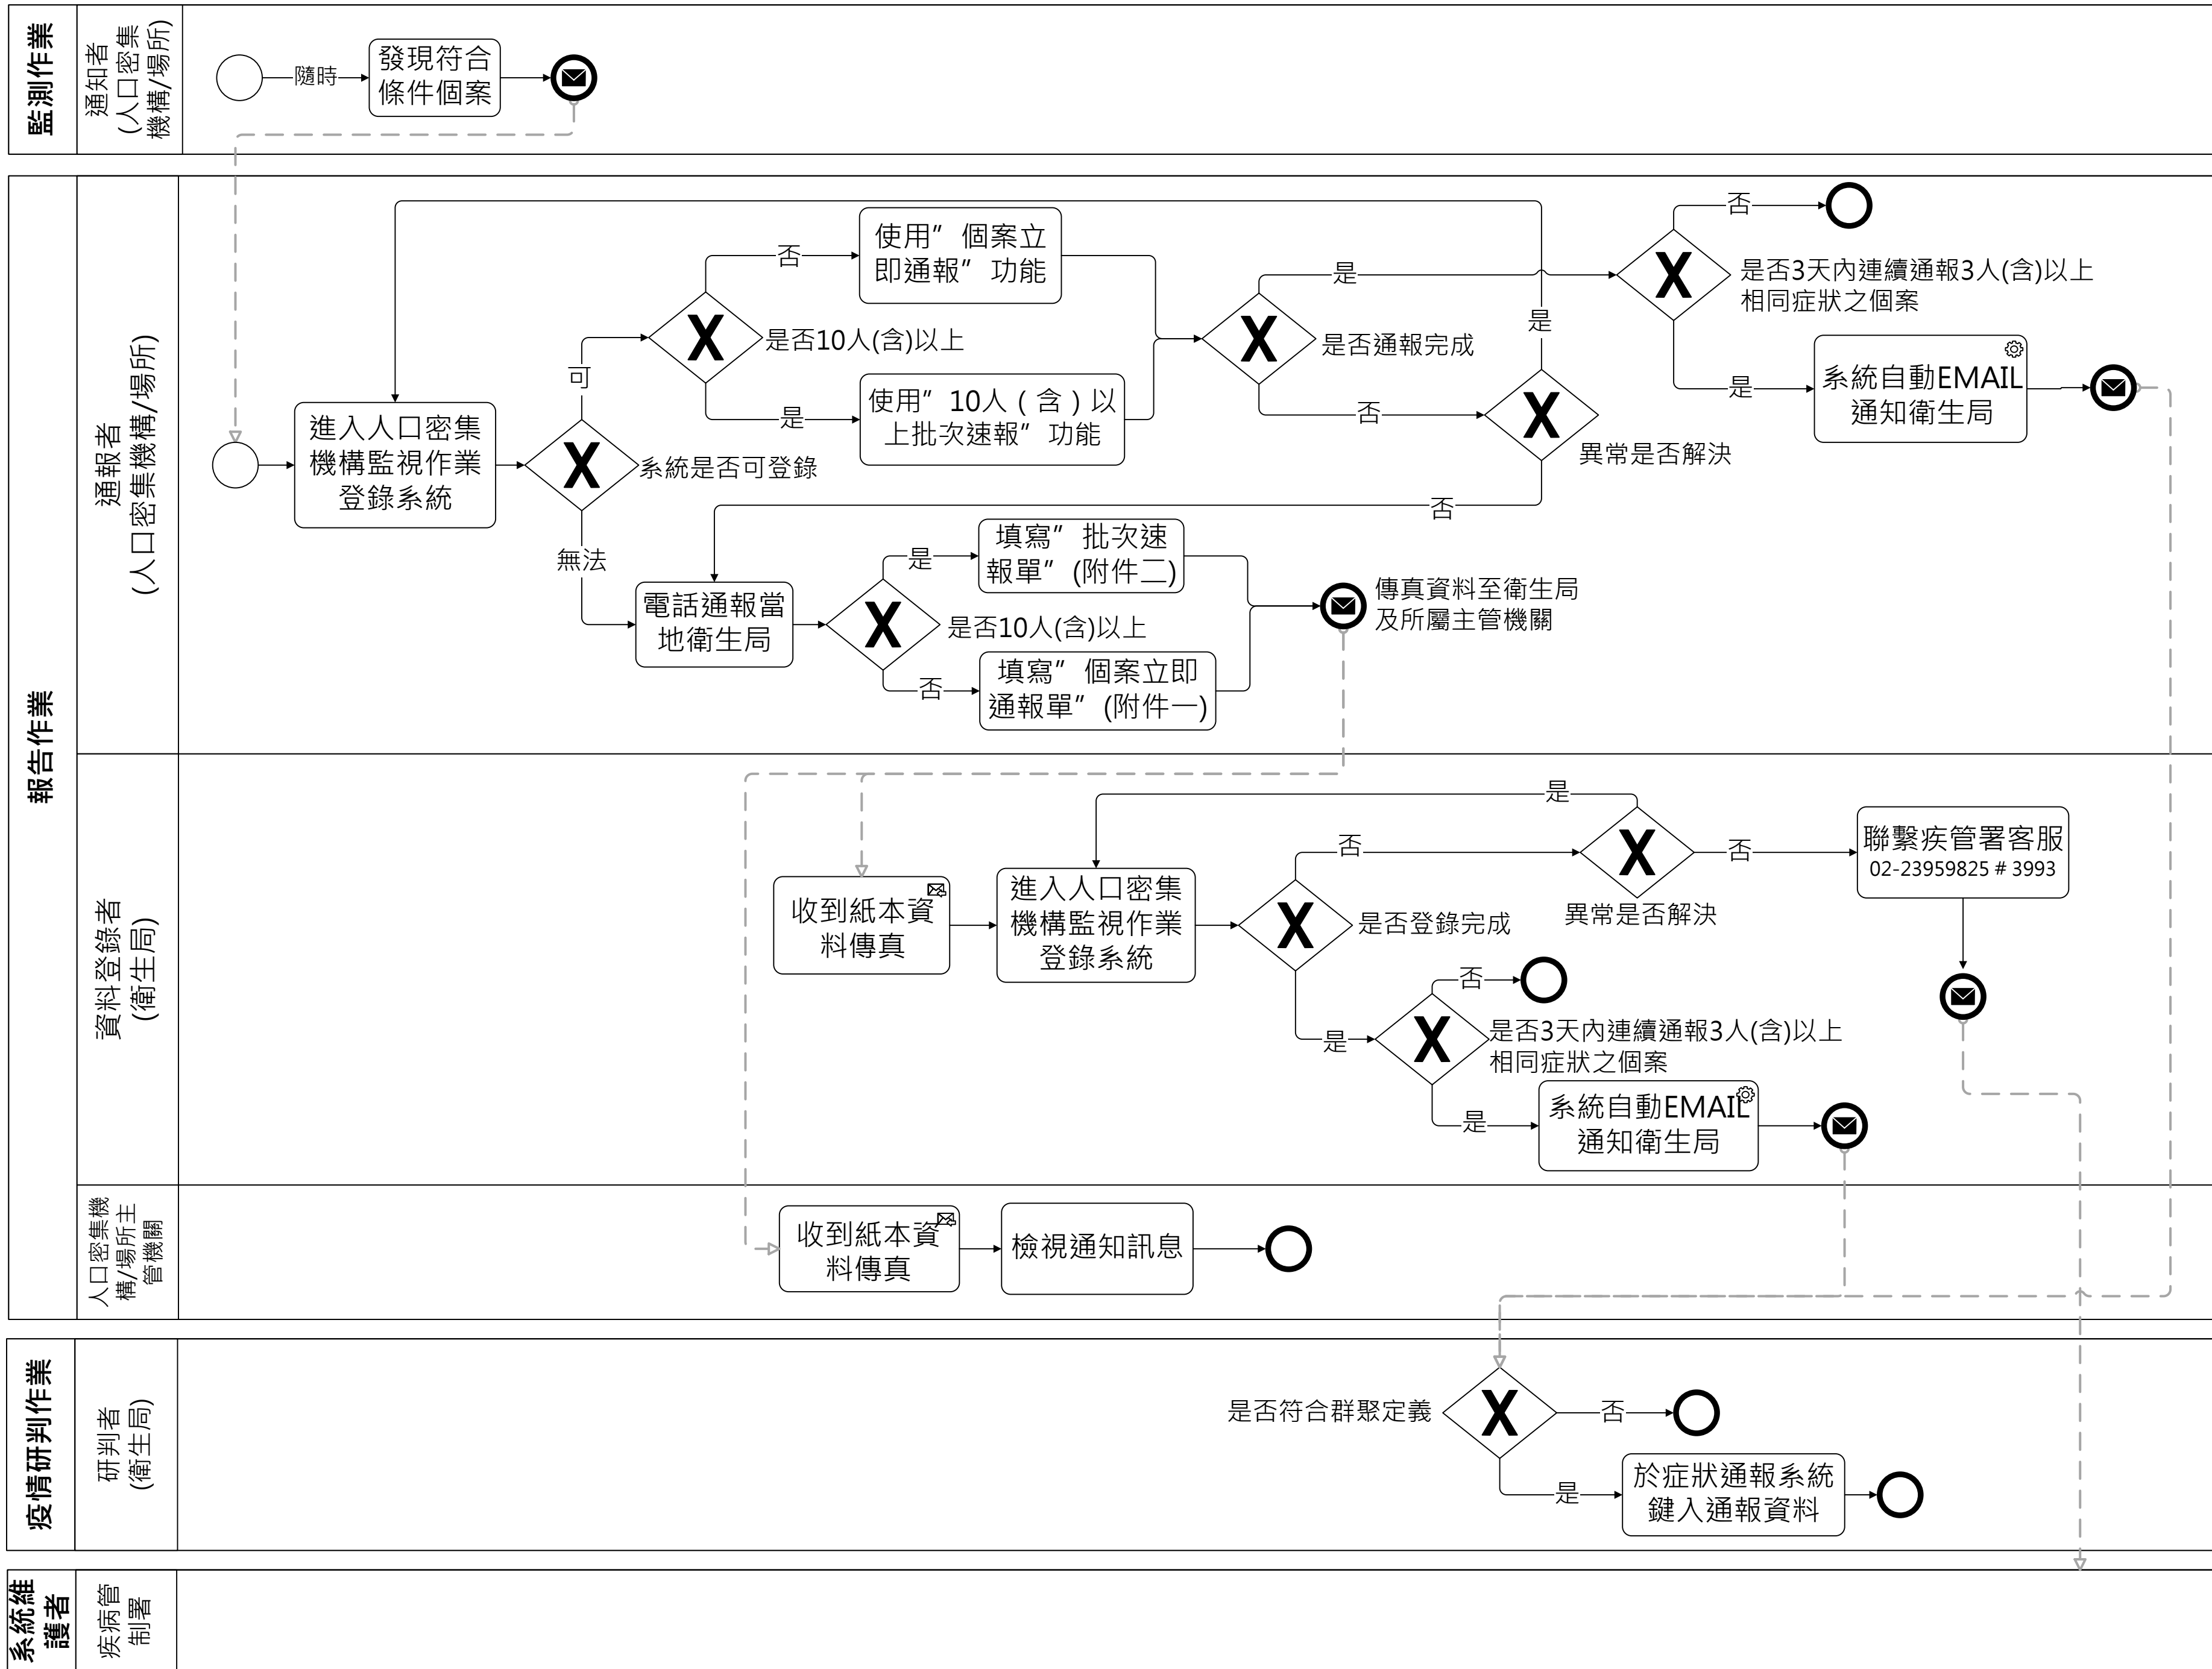 監測作業
通知者
(人口密集
機構/場所)
隨時
發現符合
條件個案
報告作業
通報者
(人口密集機構/場所)
進入人口密集
機構監視作業
登錄系統
系統是否可登錄
可
無法
是否10人(含)以上
否
是
使用”個案立
即通報”功能
使用”10人(含)以
上批次速報”功能
是否通報完成
是
否
是否3天內連續通報3人(含)以上
相同症狀之個案
否
是
系統自動EMAIL
通知衛生局
異常是否解決
是
否
電話通報當
地衛生局
是否10人(含)以上
是
否
填寫”批次速
報單”(附件二)
填寫”個案立即
通報單”(附件一)
傳真資料至衛生局
及所屬主管機關
資料登錄者
(衛生局)
收到紙本資
料傳真
進入人口密集
機構監視作業
登錄系統
是否登錄完成
否
是
異常是否解決
是
否
聯繫疾管署客服
02-23959825 # 3993
是否3天內連續通報3人(含)以上
相同症狀之個案
否
是
系統自動EMAIL
通知衛生局
人口密集機
構/場所主
管機關
收到紙本資
料傳真
檢視通知訊息
疫情研判作業
研判者
(衛生局)
是否符合群聚定義
否
是
於症狀通報系統
鍵入通報資料
系統維
護者
疾病管
制署